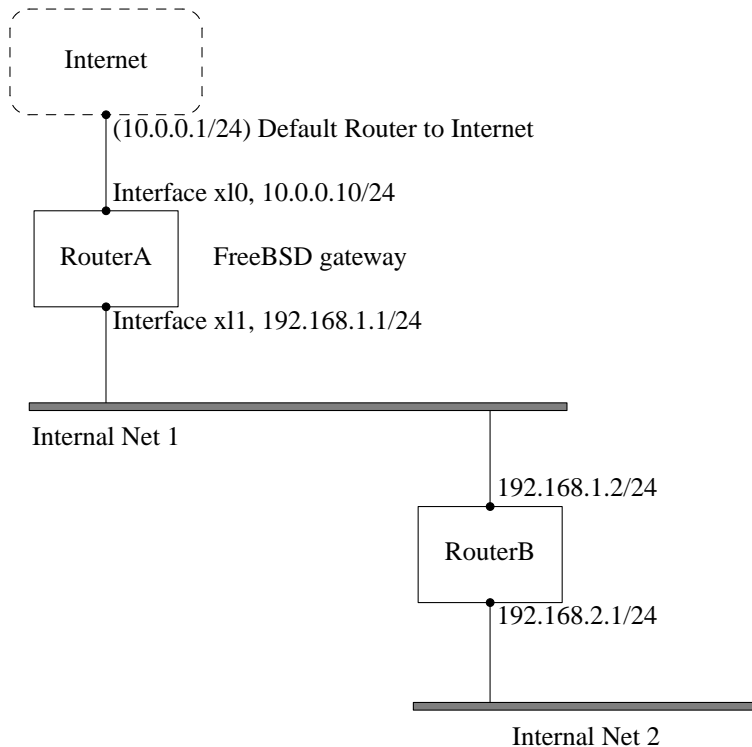 Internet
(10.0.0.1/24) Default Router to Internet
Interface xl0, 10.0.0.10/24
RouterA
FreeBSD gateway
Interface xl1, 192.168.1.1/24
Internal Net 1
192.168.1.2/24
RouterB
192.168.2.1/24
Internal Net 2